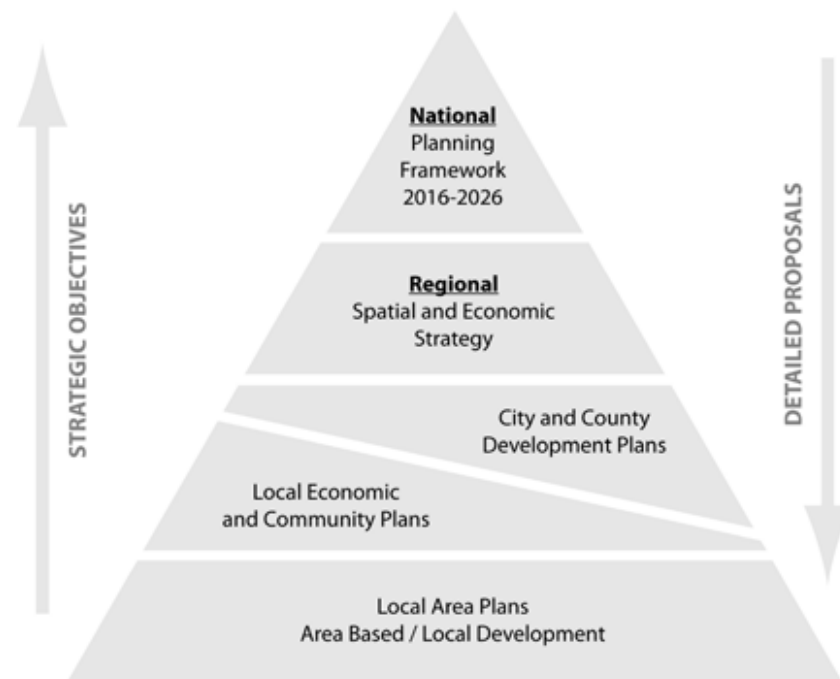 National
Planning
Framework
2016-2026
STRATEGIC OBJECTIVES
DETAILED PROPOSALS
Regional
Spatial and Economic
Strategy
City and County
Development Plans
Local Economic
and Community Plans
Local Area Plans
Area Based / Local Development